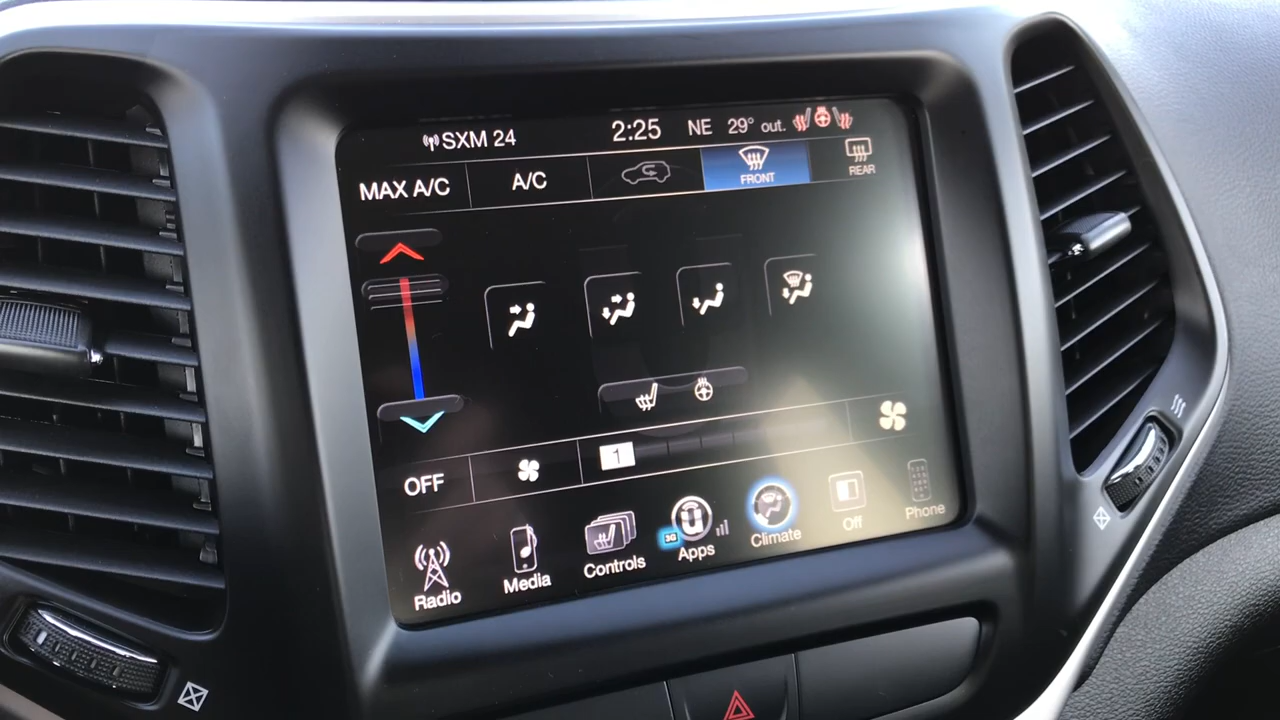 SXM 24 2:25 NE 29° out.
MAX A/C A/C FRONT REAR
OFF 1
Radio Media Controls 3G Apps Climate Off Phone